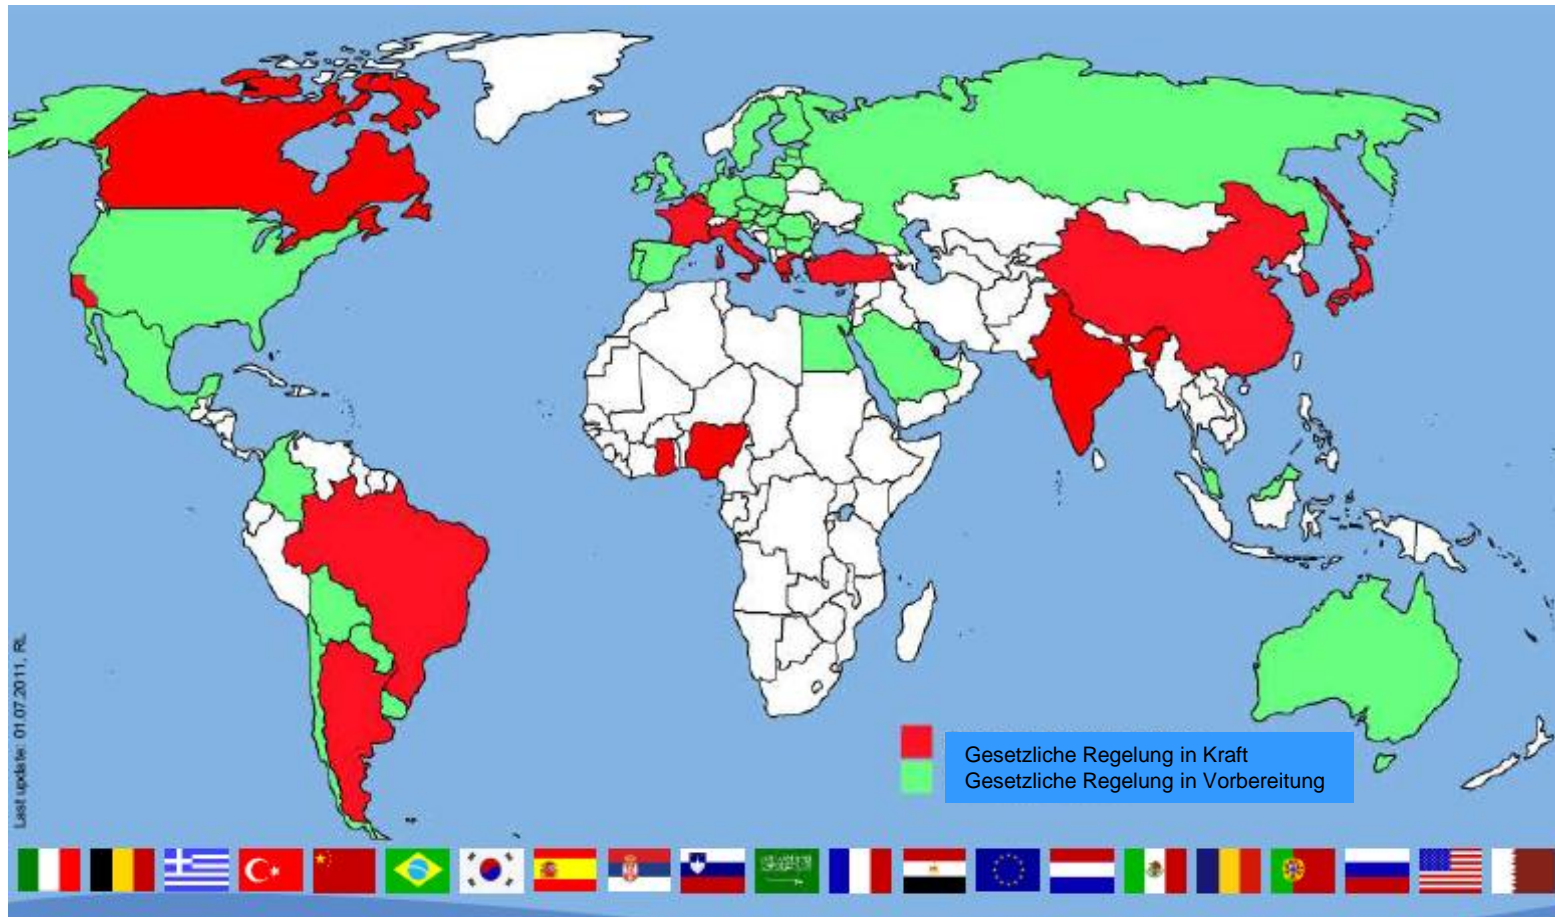 Last update: 01.07.2011, RL
Gesetzliche Regelung in Kraft
Gesetzliche Regelung in Vorbereitung